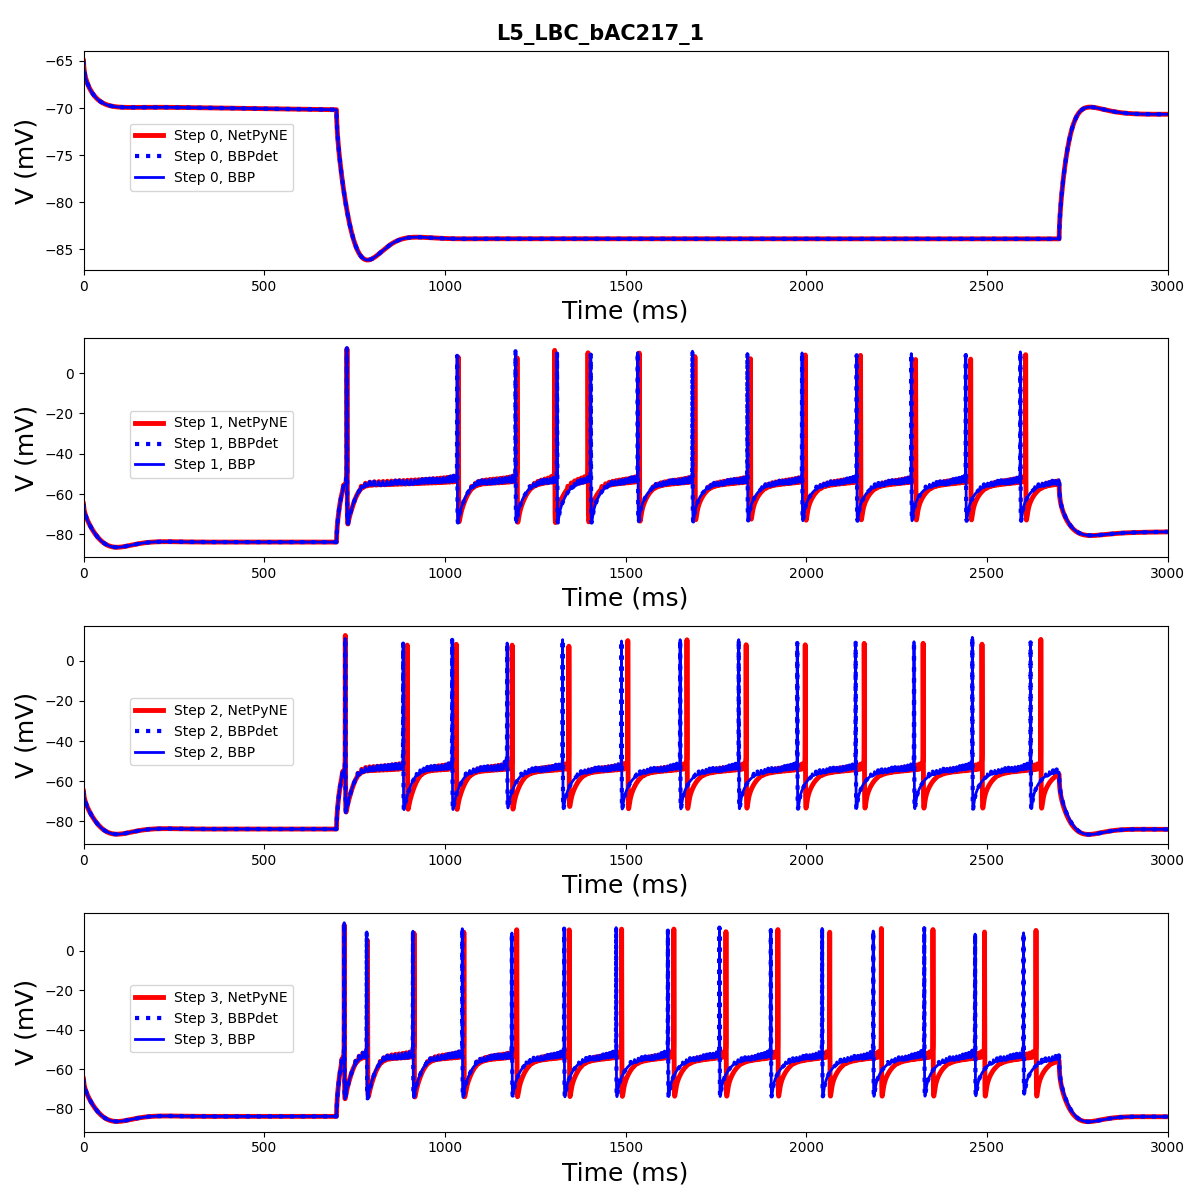 L5_LBC_bAC217_1
−65
−70
−75
−80
−85
V (mV)
Step 0, NetPyNE
Step 0, BBPdet
Step 0, BBP
0 500 1000 1500 2000 2500 3000
Time (ms)
0
−20
−40
−60
−80
V (mV)
Step 1, NetPyNE
Step 1, BBPdet
Step 1, BBP
0 500 1000 1500 2000 2500 3000
Time (ms)
0
−20
−40
−60
−80
V (mV)
Step 2, NetPyNE
Step 2, BBPdet
Step 2, BBP
0 500 1000 1500 2000 2500 3000
Time (ms)
0
−20
−40
−60
−80
V (mV)
Step 3, NetPyNE
Step 3, BBPdet
Step 3, BBP
0 500 1000 1500 2000 2500 3000
Time (ms)